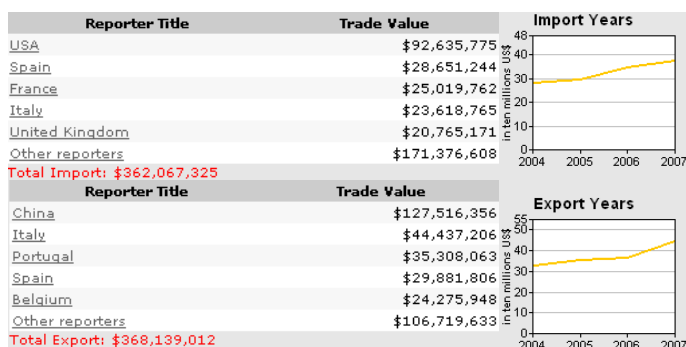 Reporter Title Trade Value
USA $92,635,775
Spain $28,651,244
France $25,019,762
Italy $23,618,765
United Kingdom $20,765,171
Other reporters $171,376,608
Total Import: $362,067,325
Import Years
in ten millions US$
48
40
30
20
10
0
2004 2005 2006 2007
Reporter Title Trade Value
China $127,516,356
Italy $44,437,206
Portugal $35,308,063
Spain $29,881,806
Belgium $24,275,948
Other reporters $106,719,633
Total Export: $368,139,012
Export Years
in ten millions US$
55
50
40
30
20
10
0
2004 2005 2006 2007